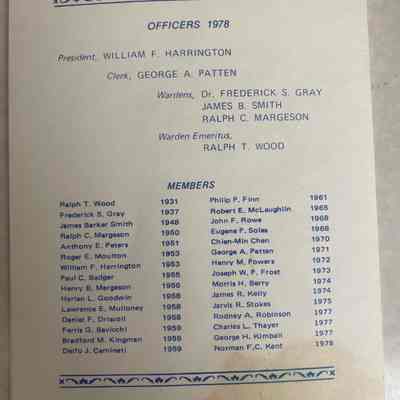 OFFICERS 1978
President, WILLIAM F. HARRINGTON
Clerk, GEORGE A. PATTEN
Wardens, Dr. FREDERICK S. GRAY
JAMES B. SMITH
RALPH C. MARGESON
Warden Emeritus,
RALPH T. WOOD
MEMBERS
Ralph T. Wood 1931
Frederick S. Gray 1937
James Barker Smith 1948
Ralph C. Margeson 1950
Anthony E. Peters 1951
Roger E. Moulton 1953
William F. Harrington 1953
Paul C. Badger 1955
Henry B. Margeson 1956
Harlan L. Goodwin 1956
Lawrence E. Mulloney 1958
Daniel F. Driscoll 1958
Ferris G. Bavicchi 1959
Bradford M. Kingman 1959
Delfo J. Caminati 1959
Philip P. Finn 1961
Robert E. McLaughlin 1965
John F. Rowe 1968
Eugene F. Soles 1968
Chien-Min Chen 1970
George A. Patten 1971
Henry M. Powers 1972
Joseph W. P. Frost 1973
Morris H. Berry 1974
James R. Kelly 1974
Jarvis R. Stokes 1975
Rodney A. Robinson 1977
Charles L. Thayer 1977
George H. Kimball 1977
Norman F.C. Kent 1978